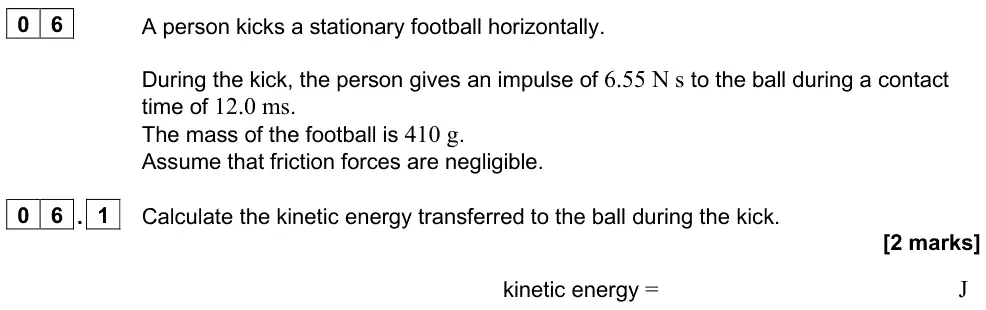 0 6 A person kicks a stationary football horizontally.
During the kick, the person gives an impulse of 6.55 N s to the ball during a contact
time of 12.0 ms.
The mass of the football is 410 g.
Assume that friction forces are negligible.
0 6 . 1 Calculate the kinetic energy transferred to the ball during the kick.
[2 marks]
kinetic energy = J